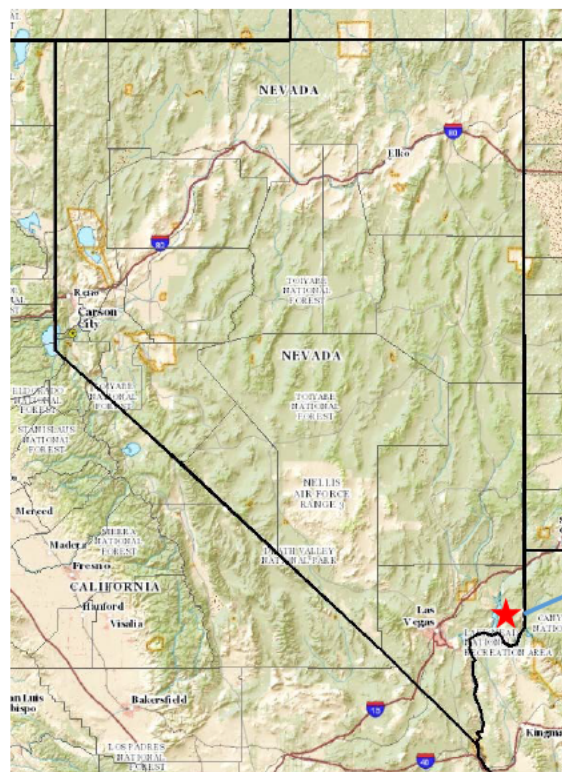 NEVADA
80
Elko
80
TOIYABE
NATIONAL
FOREST
Reno
Carson
City
NEVADA
TOIYABE
NATIONAL
FOREST
ELDORADO
NATIONAL
FOREST
TOIYABE
NATIONAL
FOREST
STANISLAUS
NATIONAL
FOREST
NELLIS
AIR FORCE
RANGE
Merced
SIERRA
NATIONAL
FOREST
Madera
DEATH VALLEY
NATIONAL PARK
Fresno
CALIFORNIA
Hanford
Visalia
Las
Vegas
RECREATION AREA
Bakersfield
15
LOS PADRES
NATIONAL
FOREST
40
Kingma